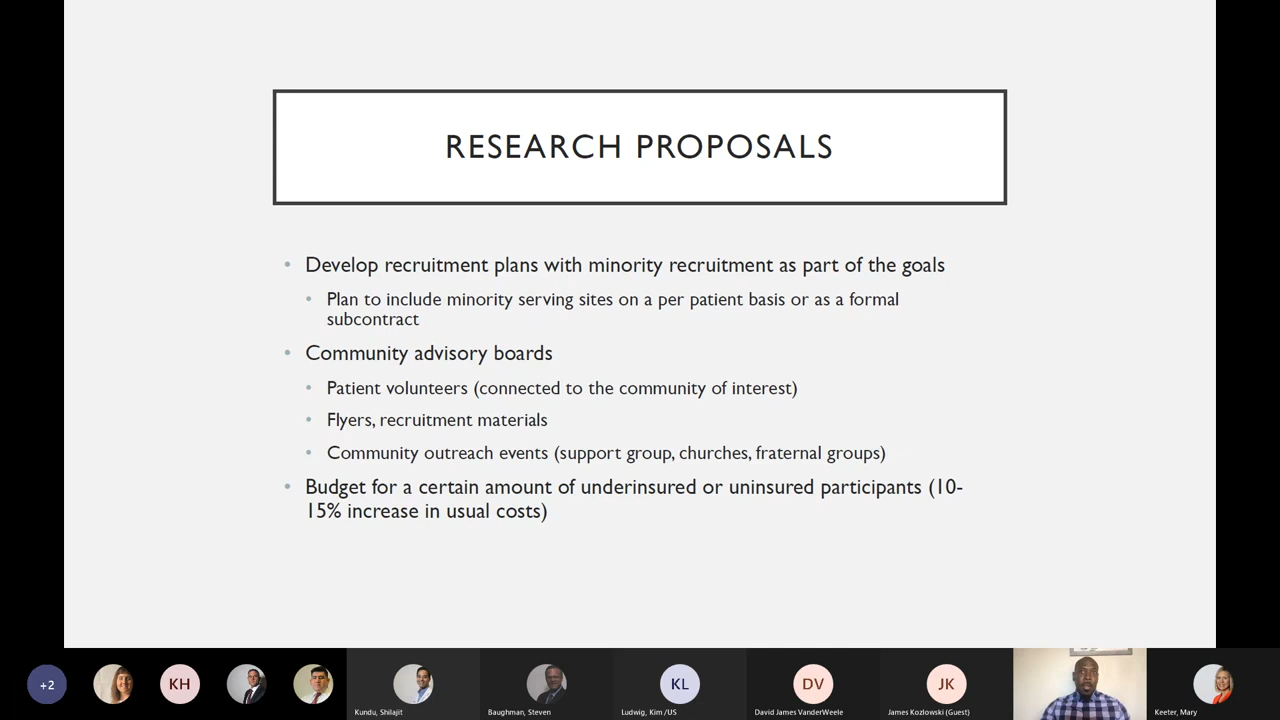 RESEARCH PROPOSALS
• Develop recruitment plans with minority recruitment as part of the goals
• Plan to include minority serving sites on a per patient basis or as a formal
subcontract
• Community advisory boards
• Patient volunteers (connected to the community of interest)
• Flyers, recruitment materials
• Community outreach events (support group, churches, fraternal groups)
• Budget for a certain amount of underinsured or uninsured participants (10-
15% increase in usual costs)
+2
KH
KL
DV
JK
Kundu, Shilajit
Baughman, Steven
Ludwig, Kim /US
David James VanderWeele
James Kozlowski (Guest)
Keeter, Mary